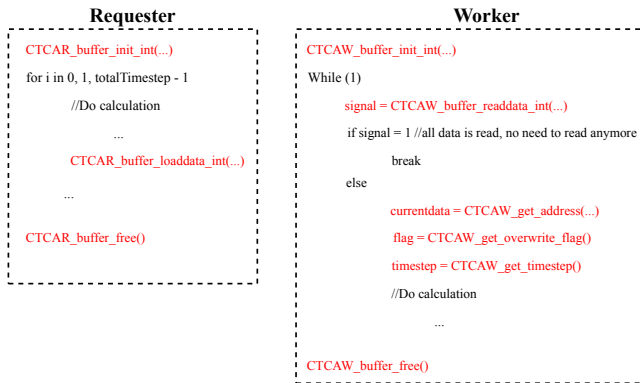 Requester
CTCAR_buffer_init_int(...)
for i in 0, 1, totalTimestep - 1
//Do calculation
...
CTCAR_buffer_loaddata_int(...)
...
CTCAR_buffer_free()
Worker
CTCAW_buffer_init_int(...)
While (1)
signal = CTCAW_buffer_readdata_int(...)
if signal = 1 //all data is read, no need to read anymore
break
else
currentdata = CTCAW_get_address(...)
flag = CTCAW_get_overwrite_flag()
timestep = CTCAW_get_timestep()
//Do calculation
...
CTCAW_buffer_free()